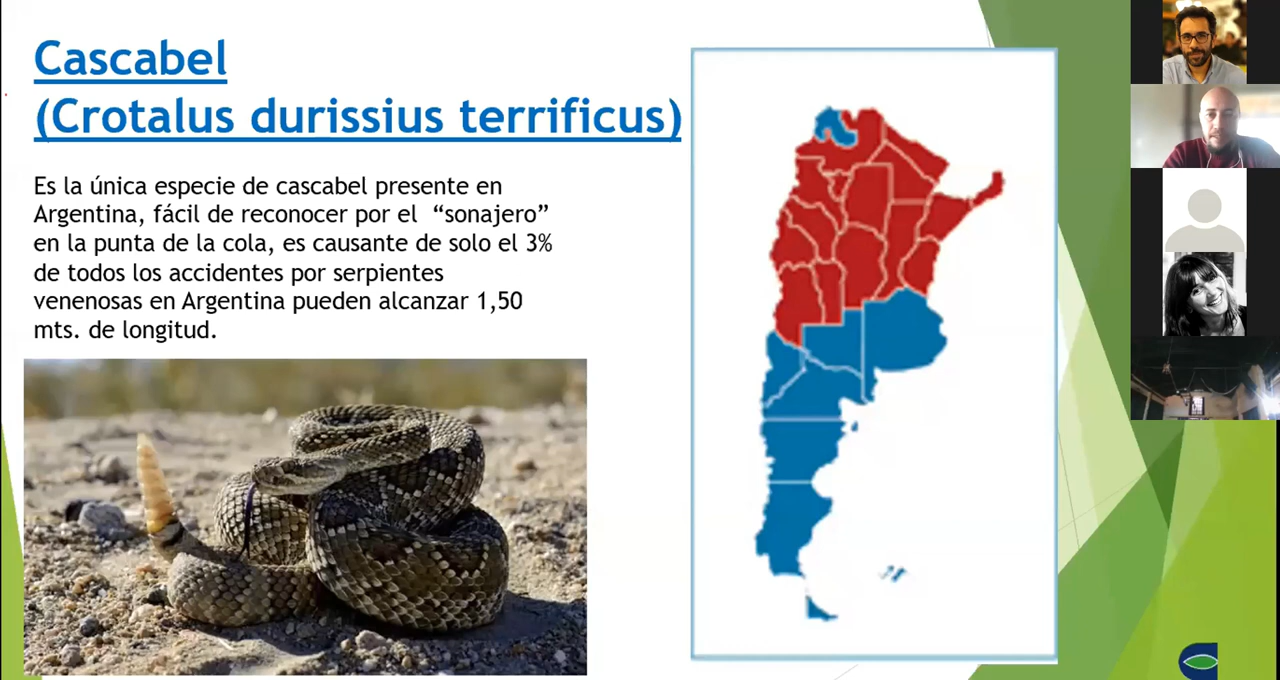 Cascabel
(Crotalus durissius terrificus)
Es la única especie de cascabel presente en
Argentina, fácil de reconocer por el “sonajero”
en la punta de la cola, es causante de solo el 3%
de todos los accidentes por serpientes
venenosas en Argentina pueden alcanzar 1,50
mts. de longitud.